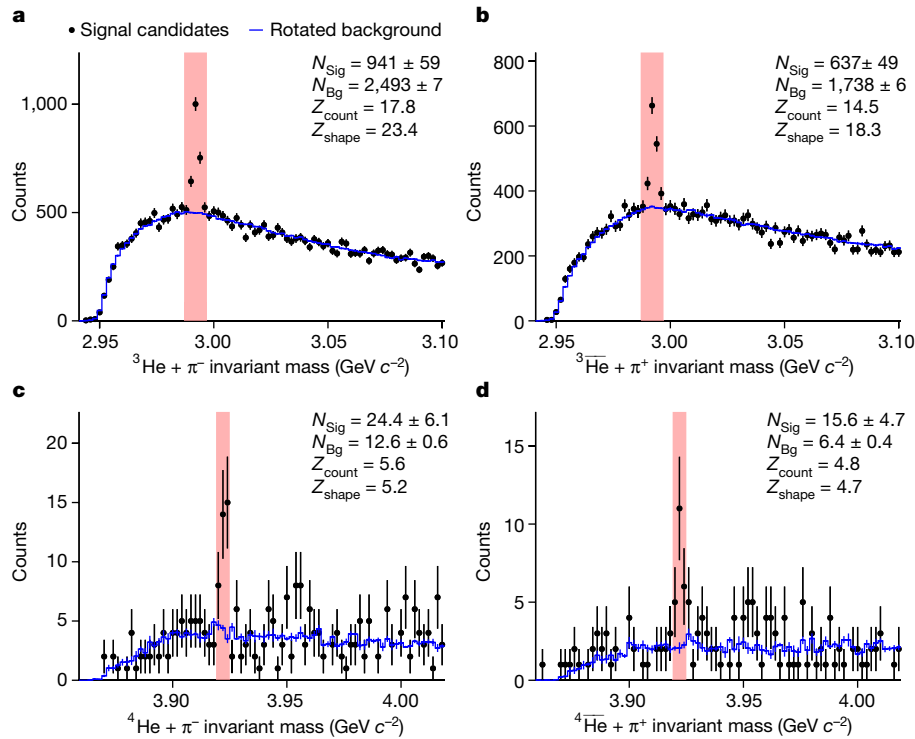 a
● Signal candidates — Rotated background
N_Sig = 941 ± 59
N_Bg = 2,493 ± 7
Z_count = 17.8
Z_shape = 23.4
1,000
500
0
Counts
2.95 3.00 3.05 3.10
³He + π⁻ invariant mass (GeV c⁻²)
b
N_Sig = 637± 49
N_Bg = 1,738 ± 6
Z_count = 14.5
Z_shape = 18.3
800
600
400
200
0
Counts
2.95 3.00 3.05 3.10
³H̅e̅ + π⁺ invariant mass (GeV c⁻²)
c
N_Sig = 24.4 ± 6.1
N_Bg = 12.6 ± 0.6
Z_count = 5.6
Z_shape = 5.2
20
15
10
5
0
Counts
3.90 3.95 4.00
⁴He + π⁻ invariant mass (GeV c⁻²)
d
N_Sig = 15.6 ± 4.7
N_Bg = 6.4 ± 0.4
Z_count = 4.8
Z_shape = 4.7
15
10
5
0
Counts
3.90 3.95 4.00
⁴H̅e̅ + π⁺ invariant mass (GeV c⁻²)